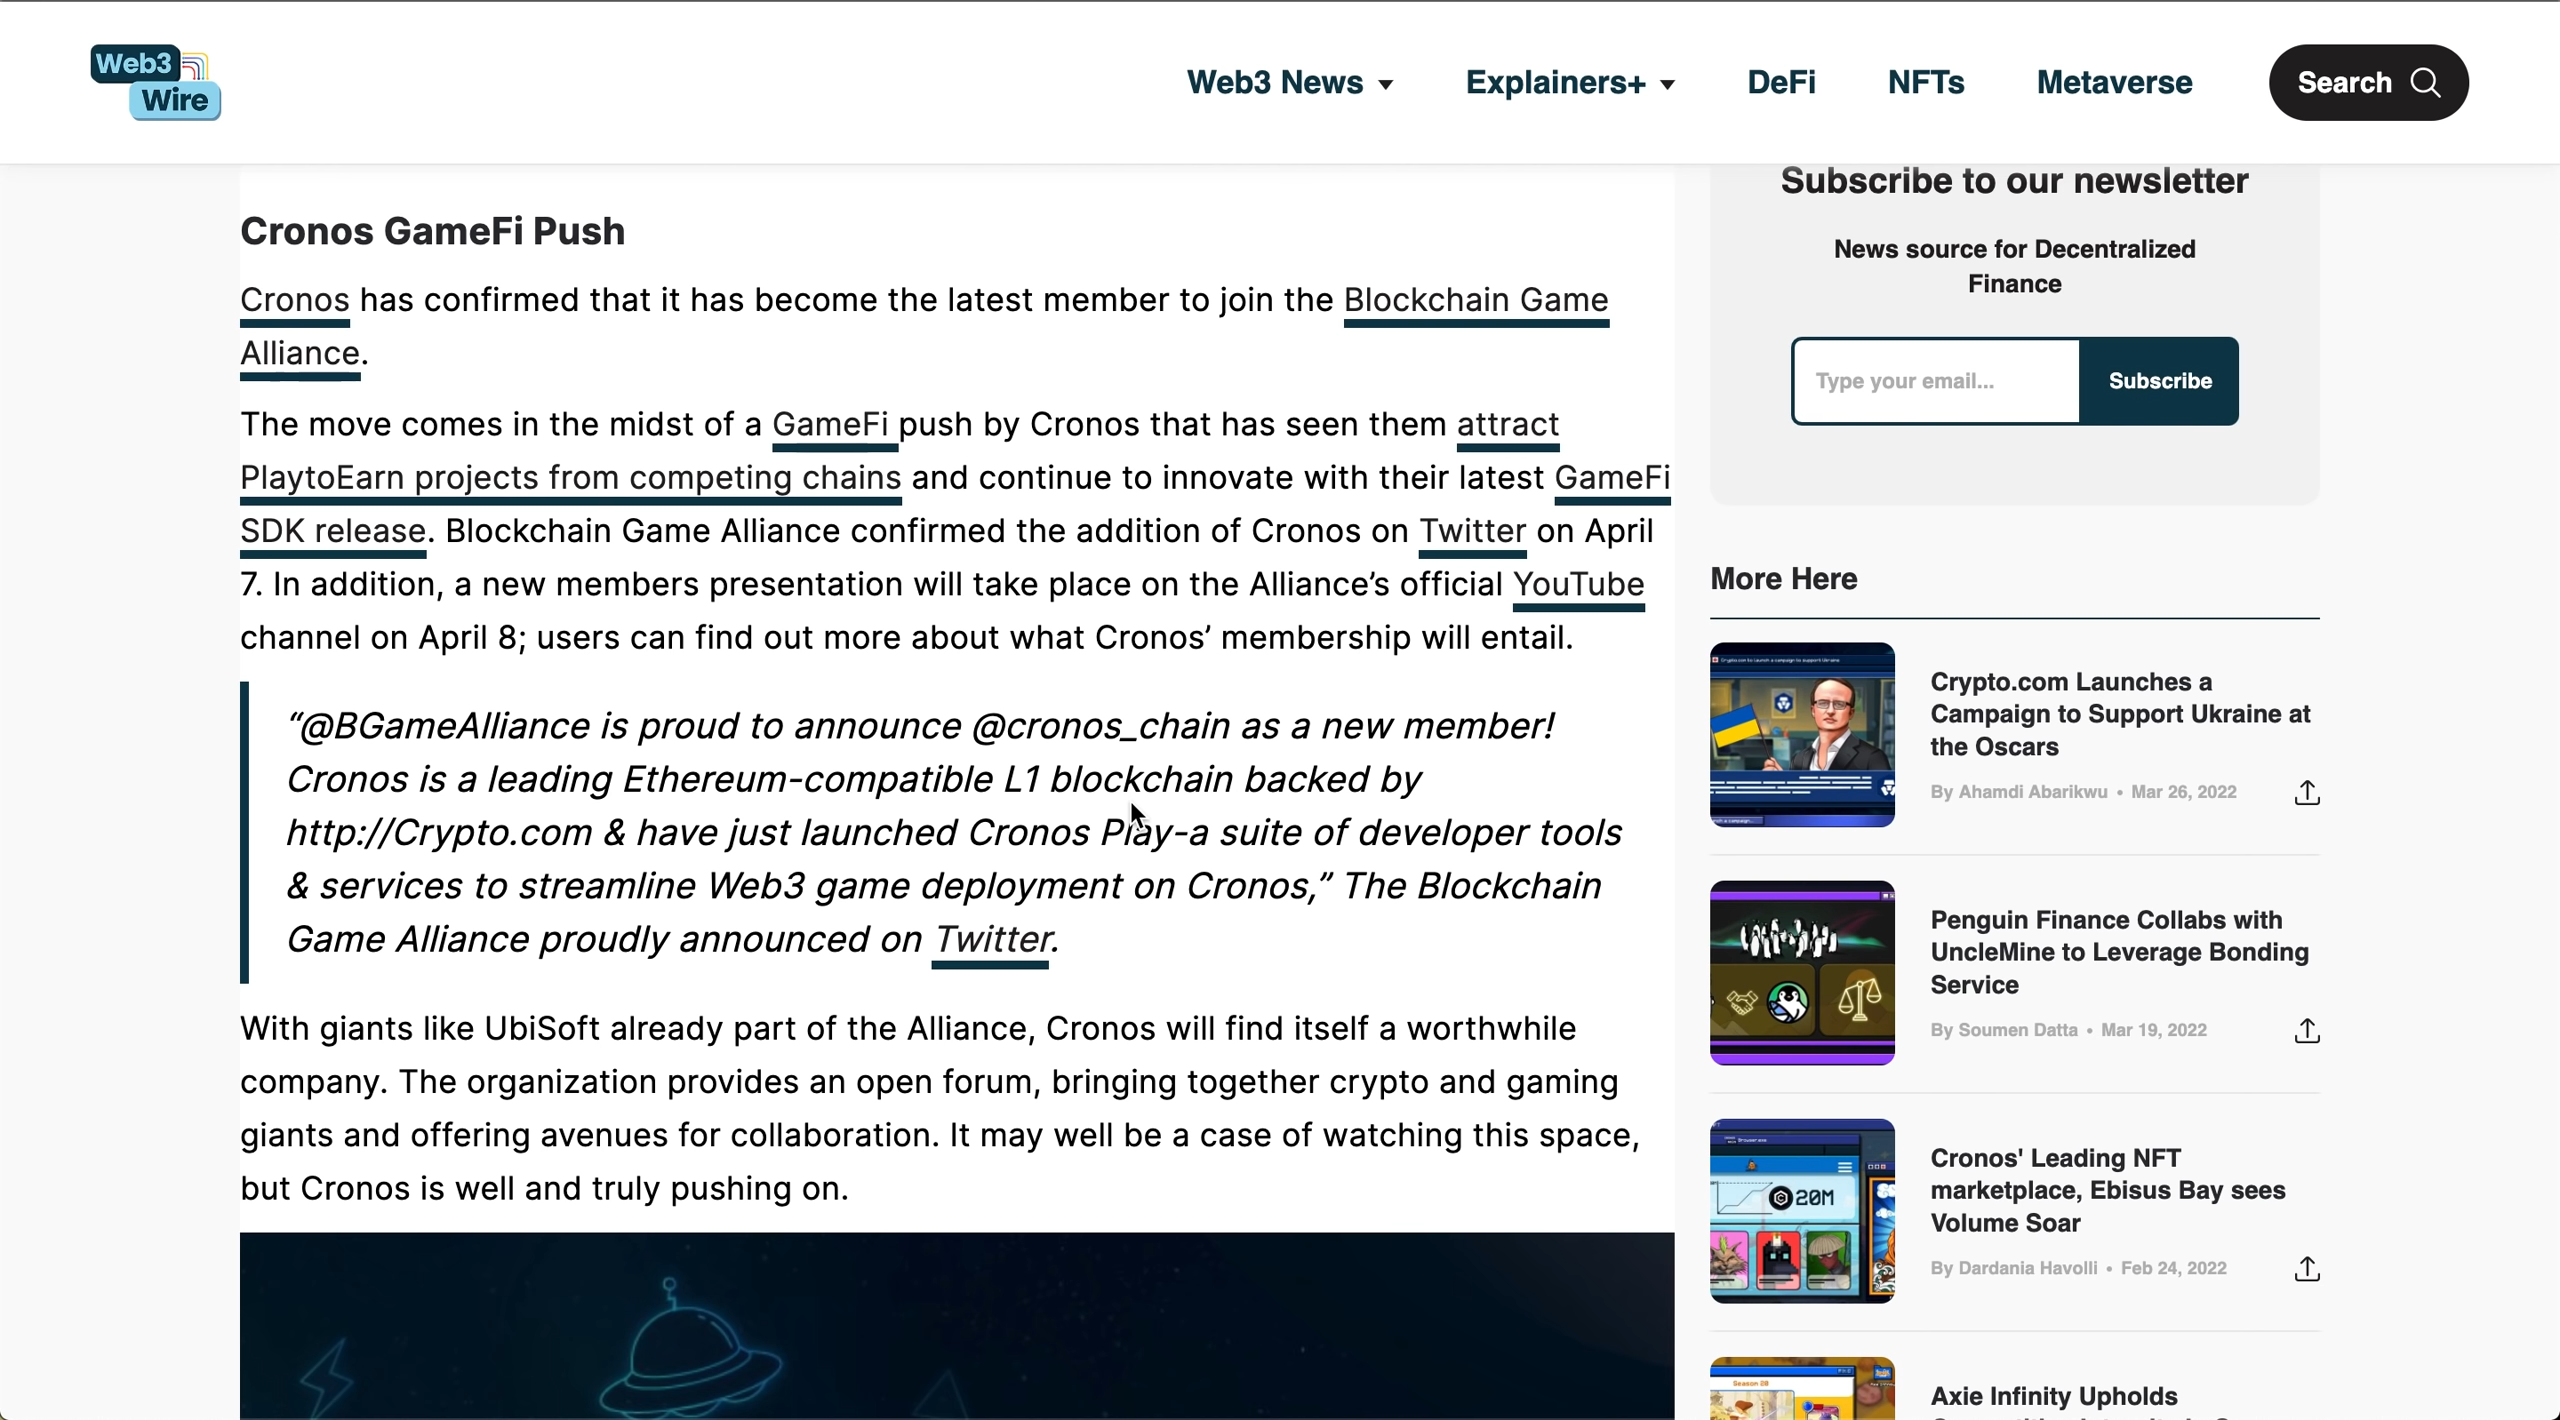 Web3
Wire
Web3 News
Explainers+
DeFi
NFTs
Metaverse
Search
Cronos GameFi Push
Cronos has confirmed that it has become the latest member to join the Blockchain Game
Alliance.
The move comes in the midst of a GameFi push by Cronos that has seen them attract
PlaytoEarn projects from competing chains and continue to innovate with their latest GameFi
SDK release. Blockchain Game Alliance confirmed the addition of Cronos on Twitter on April
7. In addition, a new members presentation will take place on the Alliance’s official YouTube
channel on April 8; users can find out more about what Cronos’ membership will entail.
“@BGameAlliance is proud to announce @cronos_chain as a new member!
Cronos is a leading Ethereum-compatible L1 blockchain backed by
http://Crypto.com & have just launched Cronos Play-a suite of developer tools
& services to streamline Web3 game deployment on Cronos,” The Blockchain
Game Alliance proudly announced on Twitter.
With giants like UbiSoft already part of the Alliance, Cronos will find itself a worthwhile
company. The organization provides an open forum, bringing together crypto and gaming
giants and offering avenues for collaboration. It may well be a case of watching this space,
but Cronos is well and truly pushing on.
Subscribe to our newsletter
News source for Decentralized
Finance
Type your email...
Subscribe
More Here
Crypto.com Launches a
Campaign to Support Ukraine at
the Oscars
By Ahamdi Abarikwu • Mar 26, 2022
Penguin Finance Collabs with
UncleMine to Leverage Bonding
Service
By Soumen Datta • Mar 19, 2022
20M
Cronos' Leading NFT
marketplace, Ebisus Bay sees
Volume Soar
By Dardania Havolli • Feb 24, 2022
Season 20
Axie Infinity Upholds